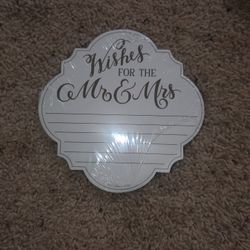 Wishes
FOR THE
Mr & Mrs